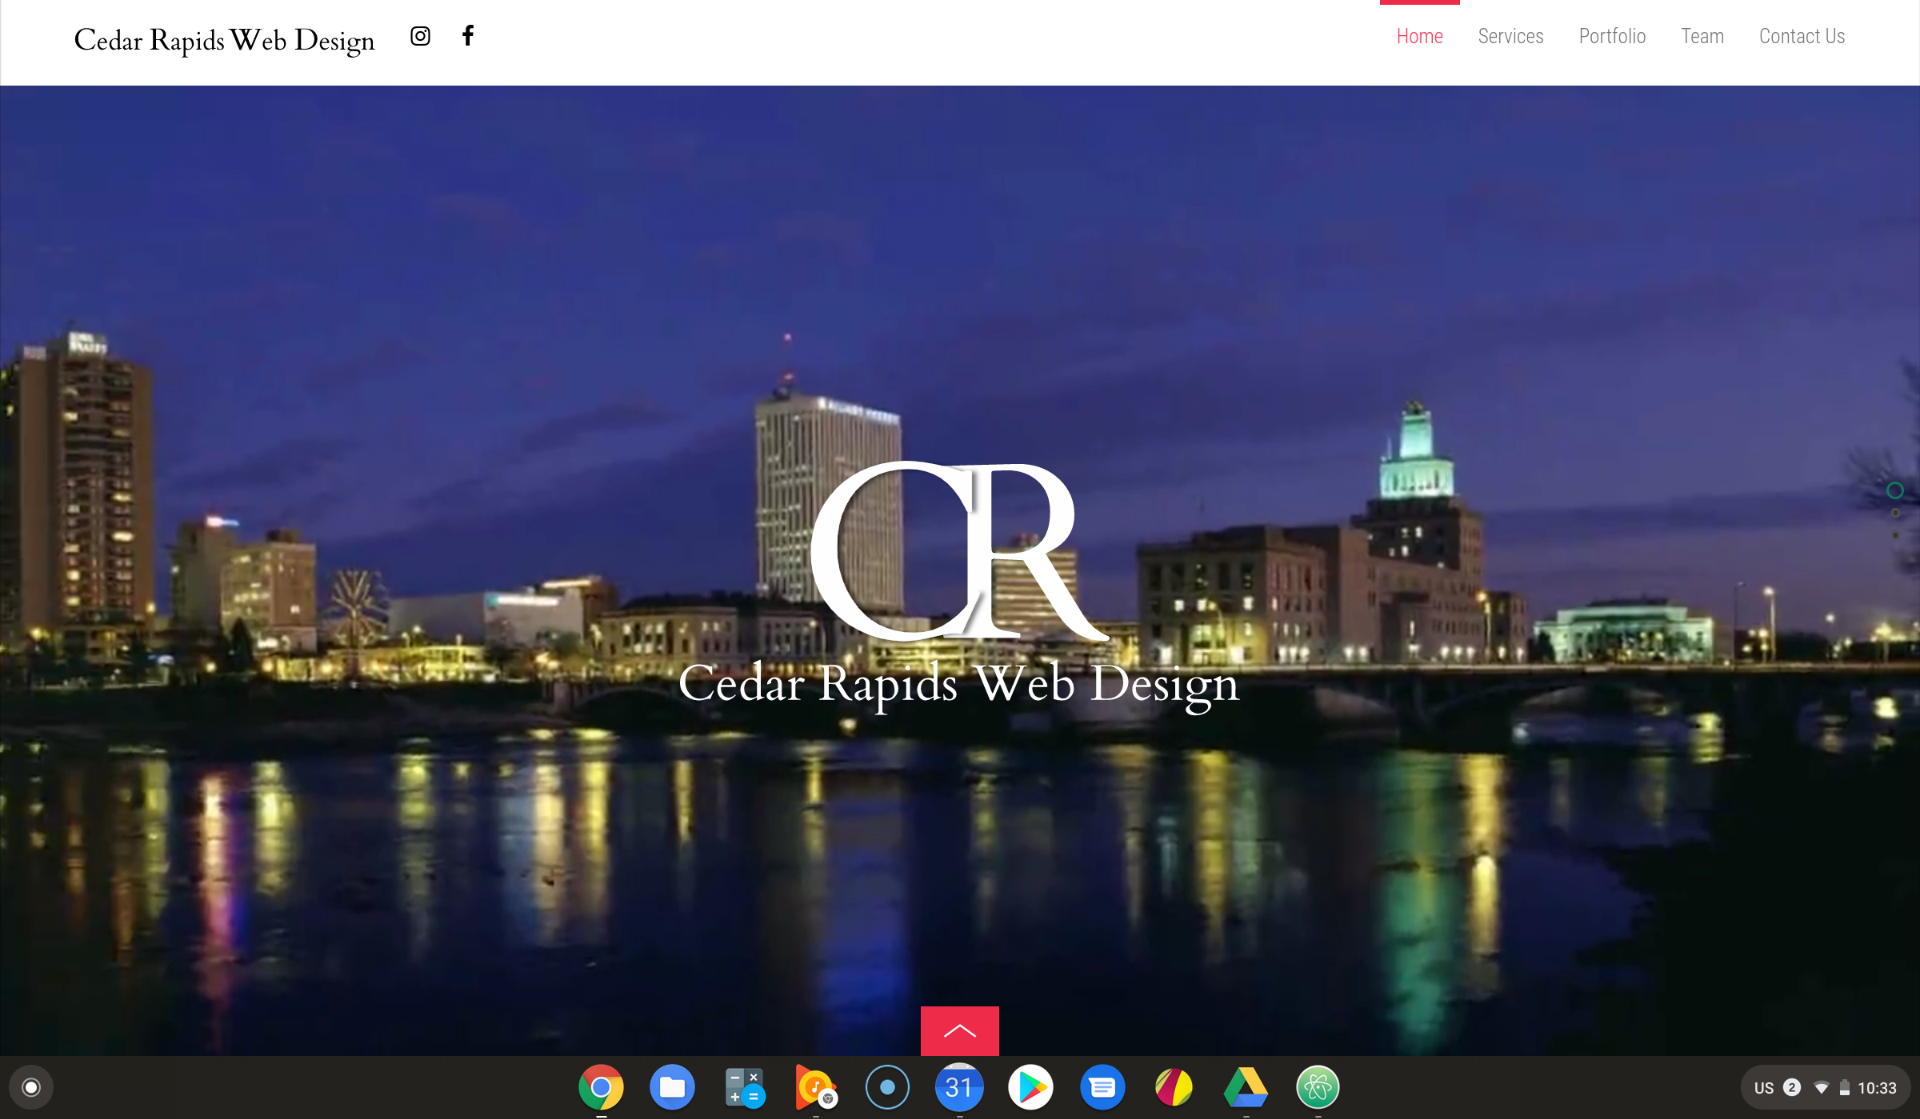 Cedar Rapids Web Design
Home Services Portfolio Team Contact Us
CR
Cedar Rapids Web Design
31
US 2 10:33